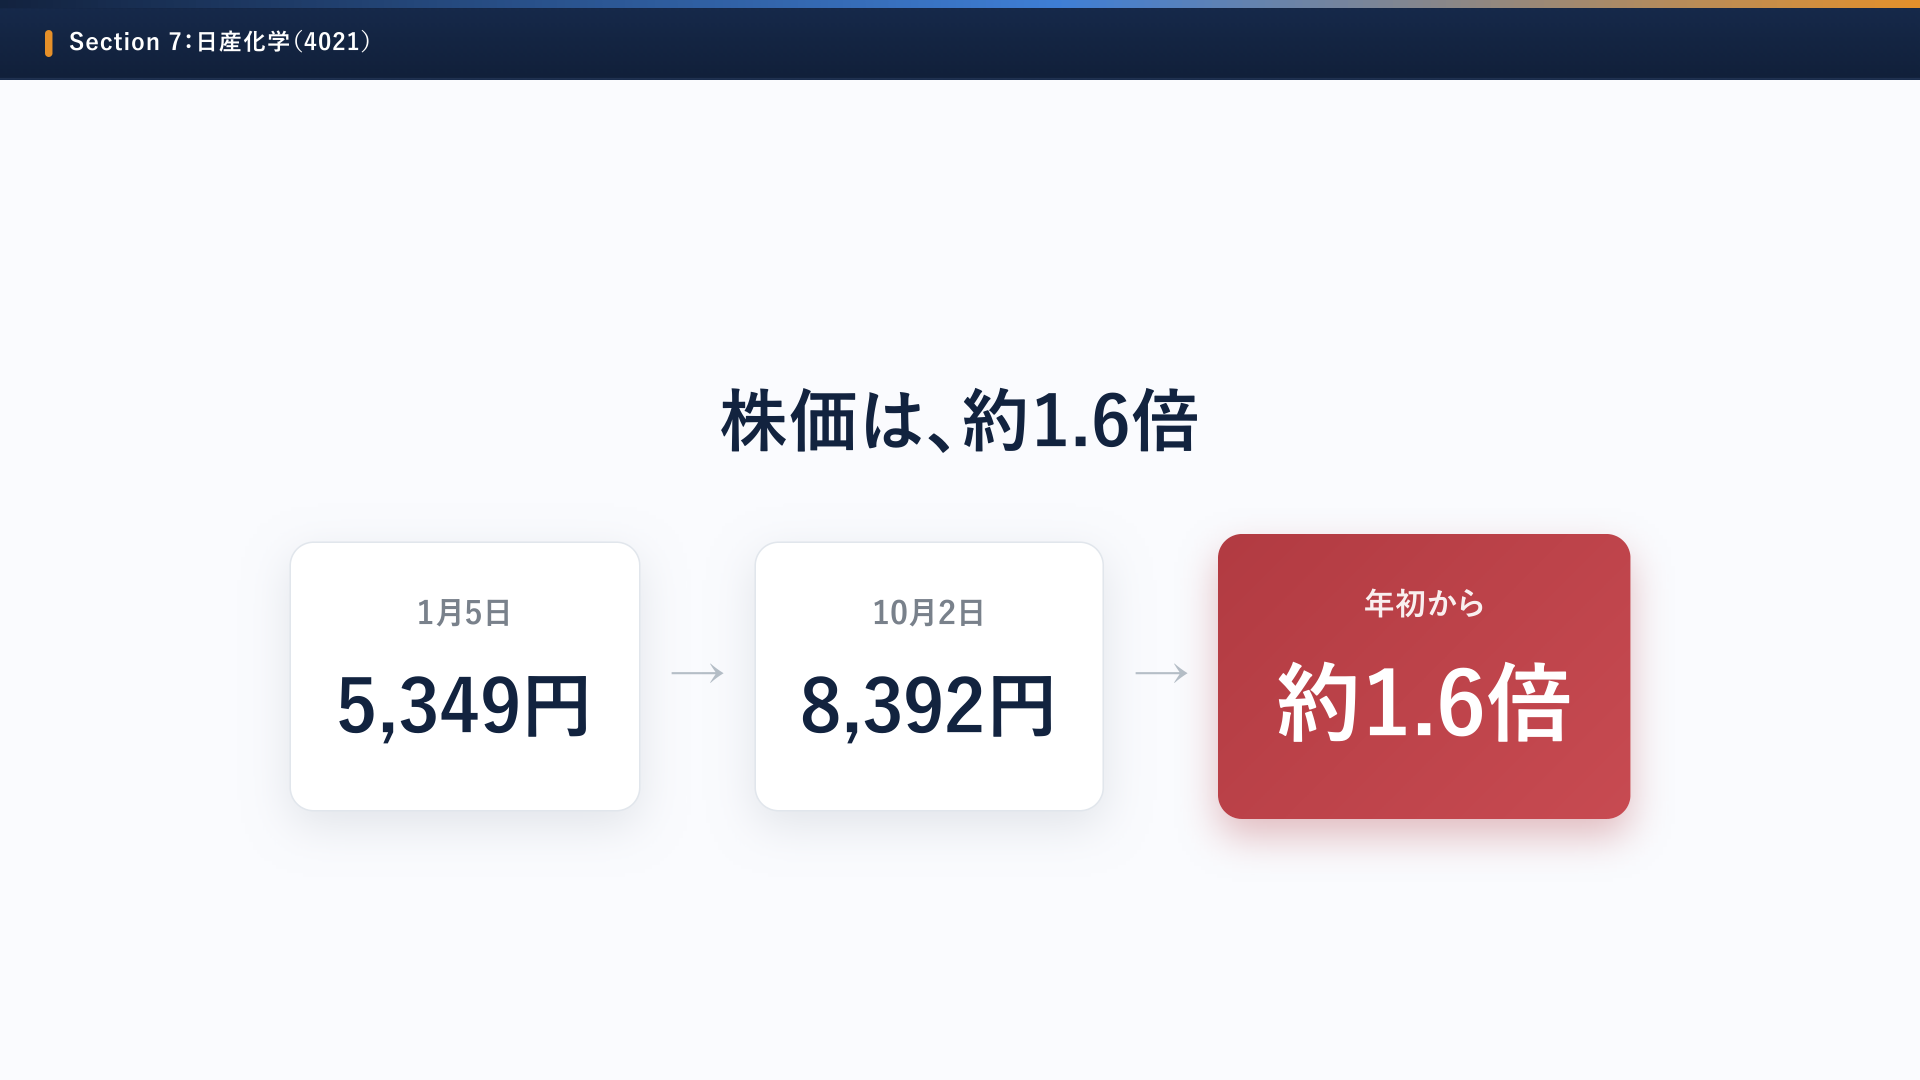 Section 7：日産化学（4021）
株価は、約1.6倍
1月5日
5,349円
→
10月2日
8,392円
→
年初から
約1.6倍